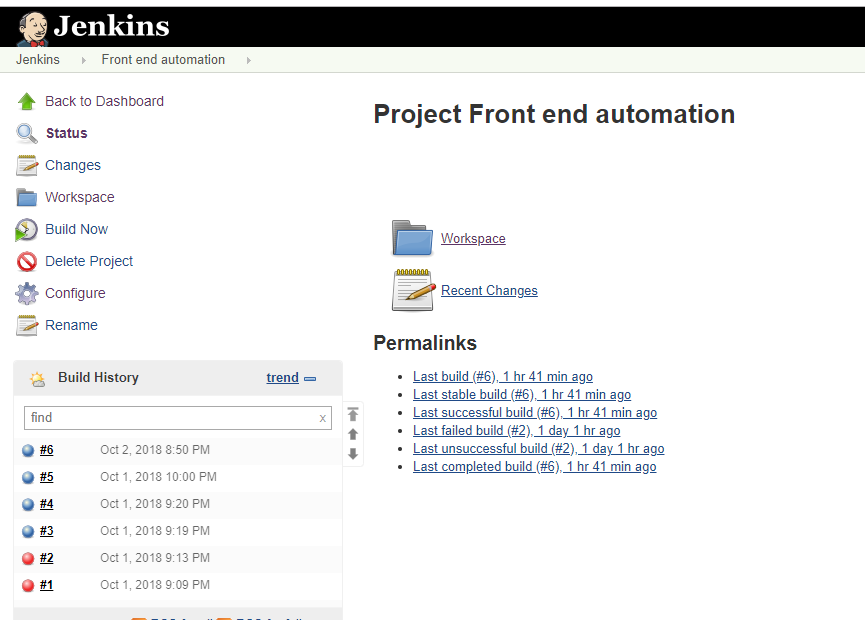 Jenkins
Jenkins Front end automation
Back to Dashboard
Status
Changes
Workspace
Build Now
Delete Project
Configure
Rename
Build History trend
find x
#6 Oct 2, 2018 8:50 PM
#5 Oct 1, 2018 10:00 PM
#4 Oct 1, 2018 9:20 PM
#3 Oct 1, 2018 9:19 PM
#2 Oct 1, 2018 9:13 PM
#1 Oct 1, 2018 9:09 PM
Project Front end automation
Workspace
Recent Changes
Permalinks
Last build (#6), 1 hr 41 min ago
Last stable build (#6), 1 hr 41 min ago
Last successful build (#6), 1 hr 41 min ago
Last failed build (#2), 1 day 1 hr ago
Last unsuccessful build (#2), 1 day 1 hr ago
Last completed build (#6), 1 hr 41 min ago